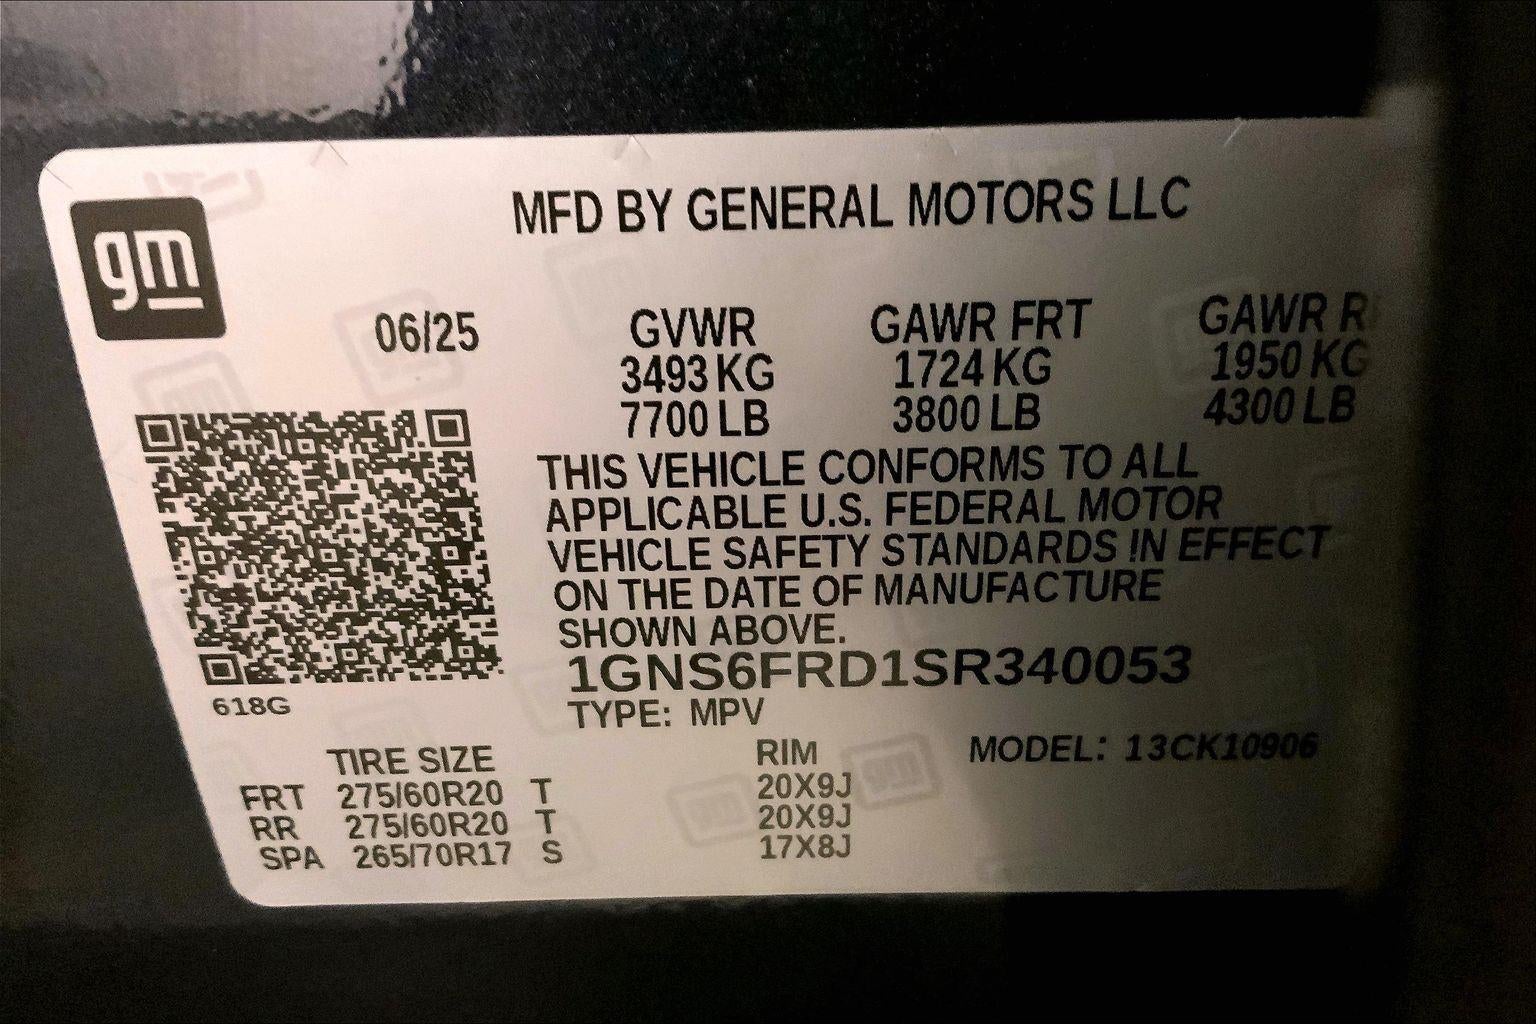 gm
MFD BY GENERAL MOTORS LLC
06/25 GVWR GAWR FRT GAWR R
3493 KG 1724 KG 1950 KG
7700 LB 3800 LB 4300 LB
THIS VEHICLE CONFORMS TO ALL
APPLICABLE U.S. FEDERAL MOTOR
VEHICLE SAFETY STANDARDS IN EFFECT
ON THE DATE OF MANUFACTURE
SHOWN ABOVE.
1GNS6FRD1SR340053
618G
TYPE: MPV
TIRE SIZE RIM MODEL: 13CK10906
FRT 275/60R20 T 20X9J
RR 275/60R20 T 20X9J
SPA 265/70R17 S 17X8J